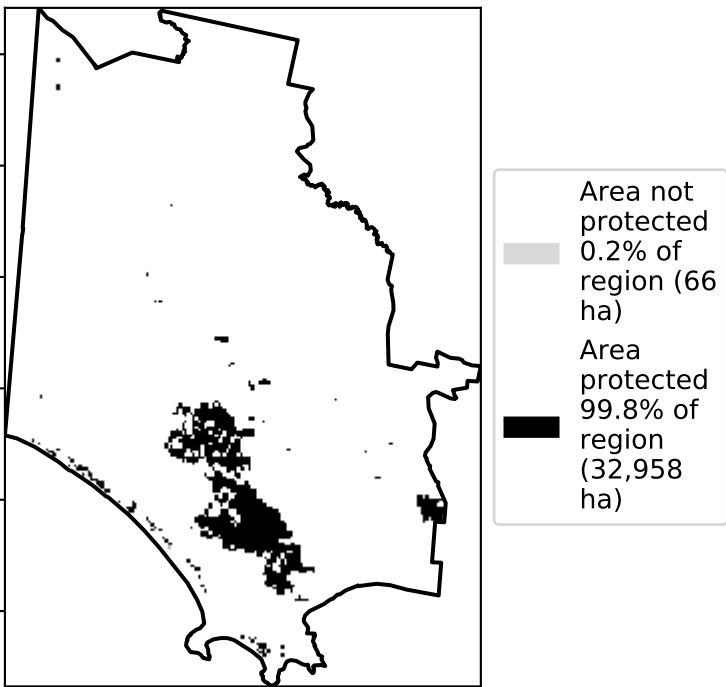 Area not
protected
0.2% of
region (66
ha)
Area
protected
99.8% of
region
(32,958
ha)